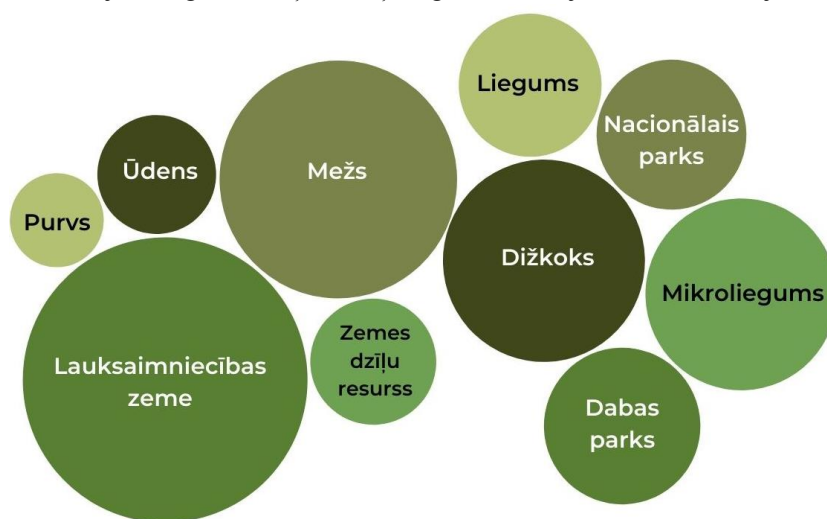 Liegums
Nacionālais
parks
Ūdens
Mežs
Purvs
Dižkoks
Mikroliegums
Zemes
dzīļu
resurss
Lauksaimniecības
zeme
Dabas
parks